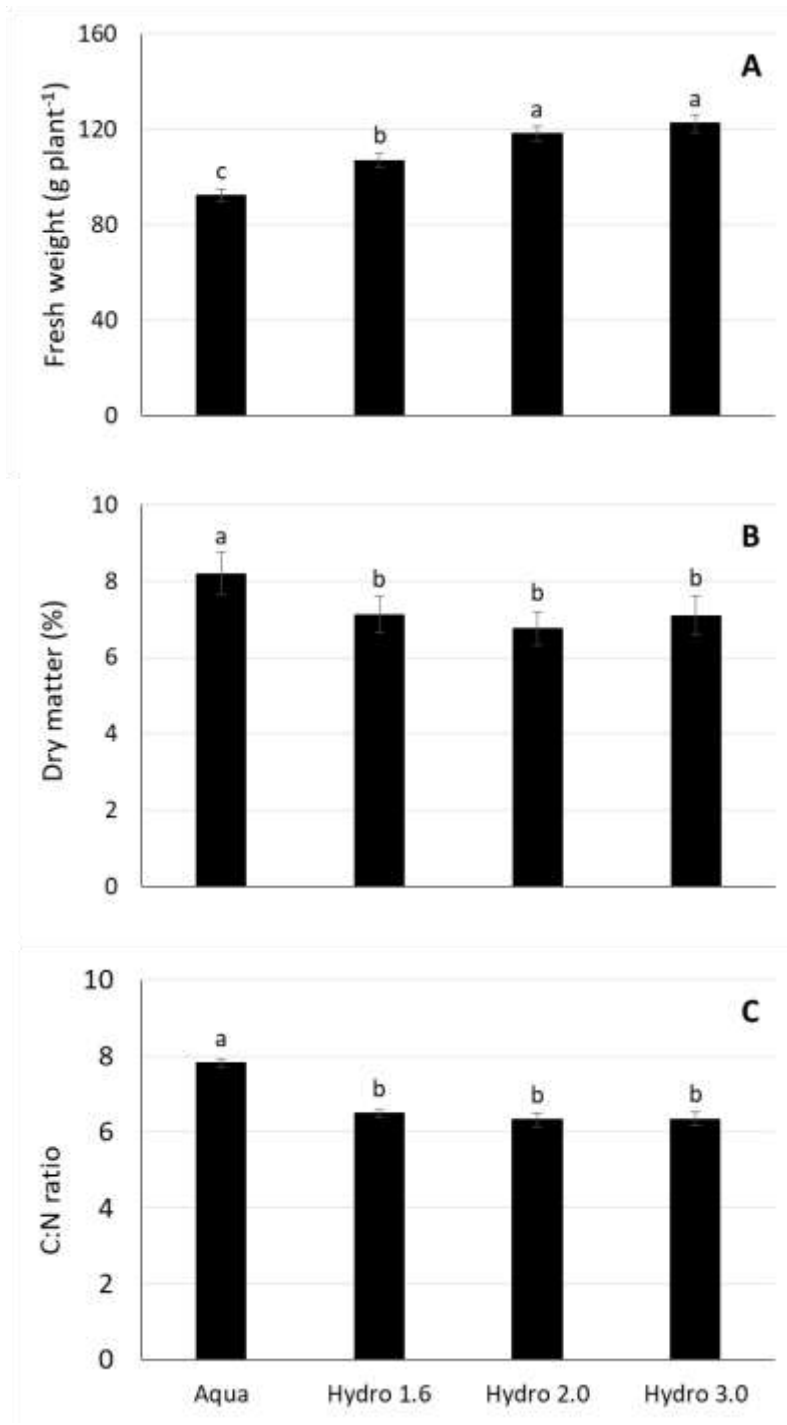 160
120
80
40
0
Fresh weight (g plant⁻¹)
A
c
b
a
a
10
8
6
4
2
0
Dry matter (%)
B
a
b
b
b
10
8
6
4
2
0
C:N ratio
C
a
b
b
b
Aqua Hydro 1.6 Hydro 2.0 Hydro 3.0